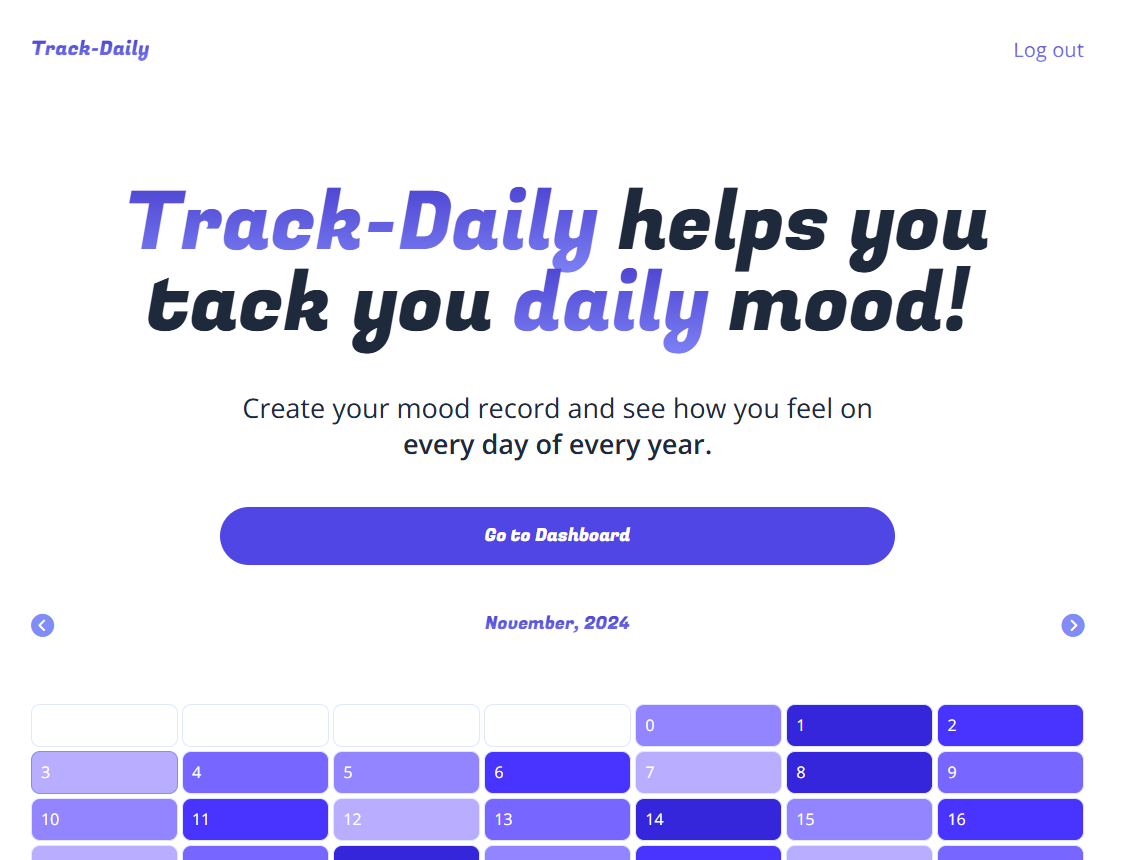 Track-Daily
Log out
Track-Daily helps you
tack you daily mood!
Create your mood record and see how you feel on
every day of every year.
Go to Dashboard
November, 2024
0 1 2
3 4 5 6 7 8 9
10 11 12 13 14 15 16